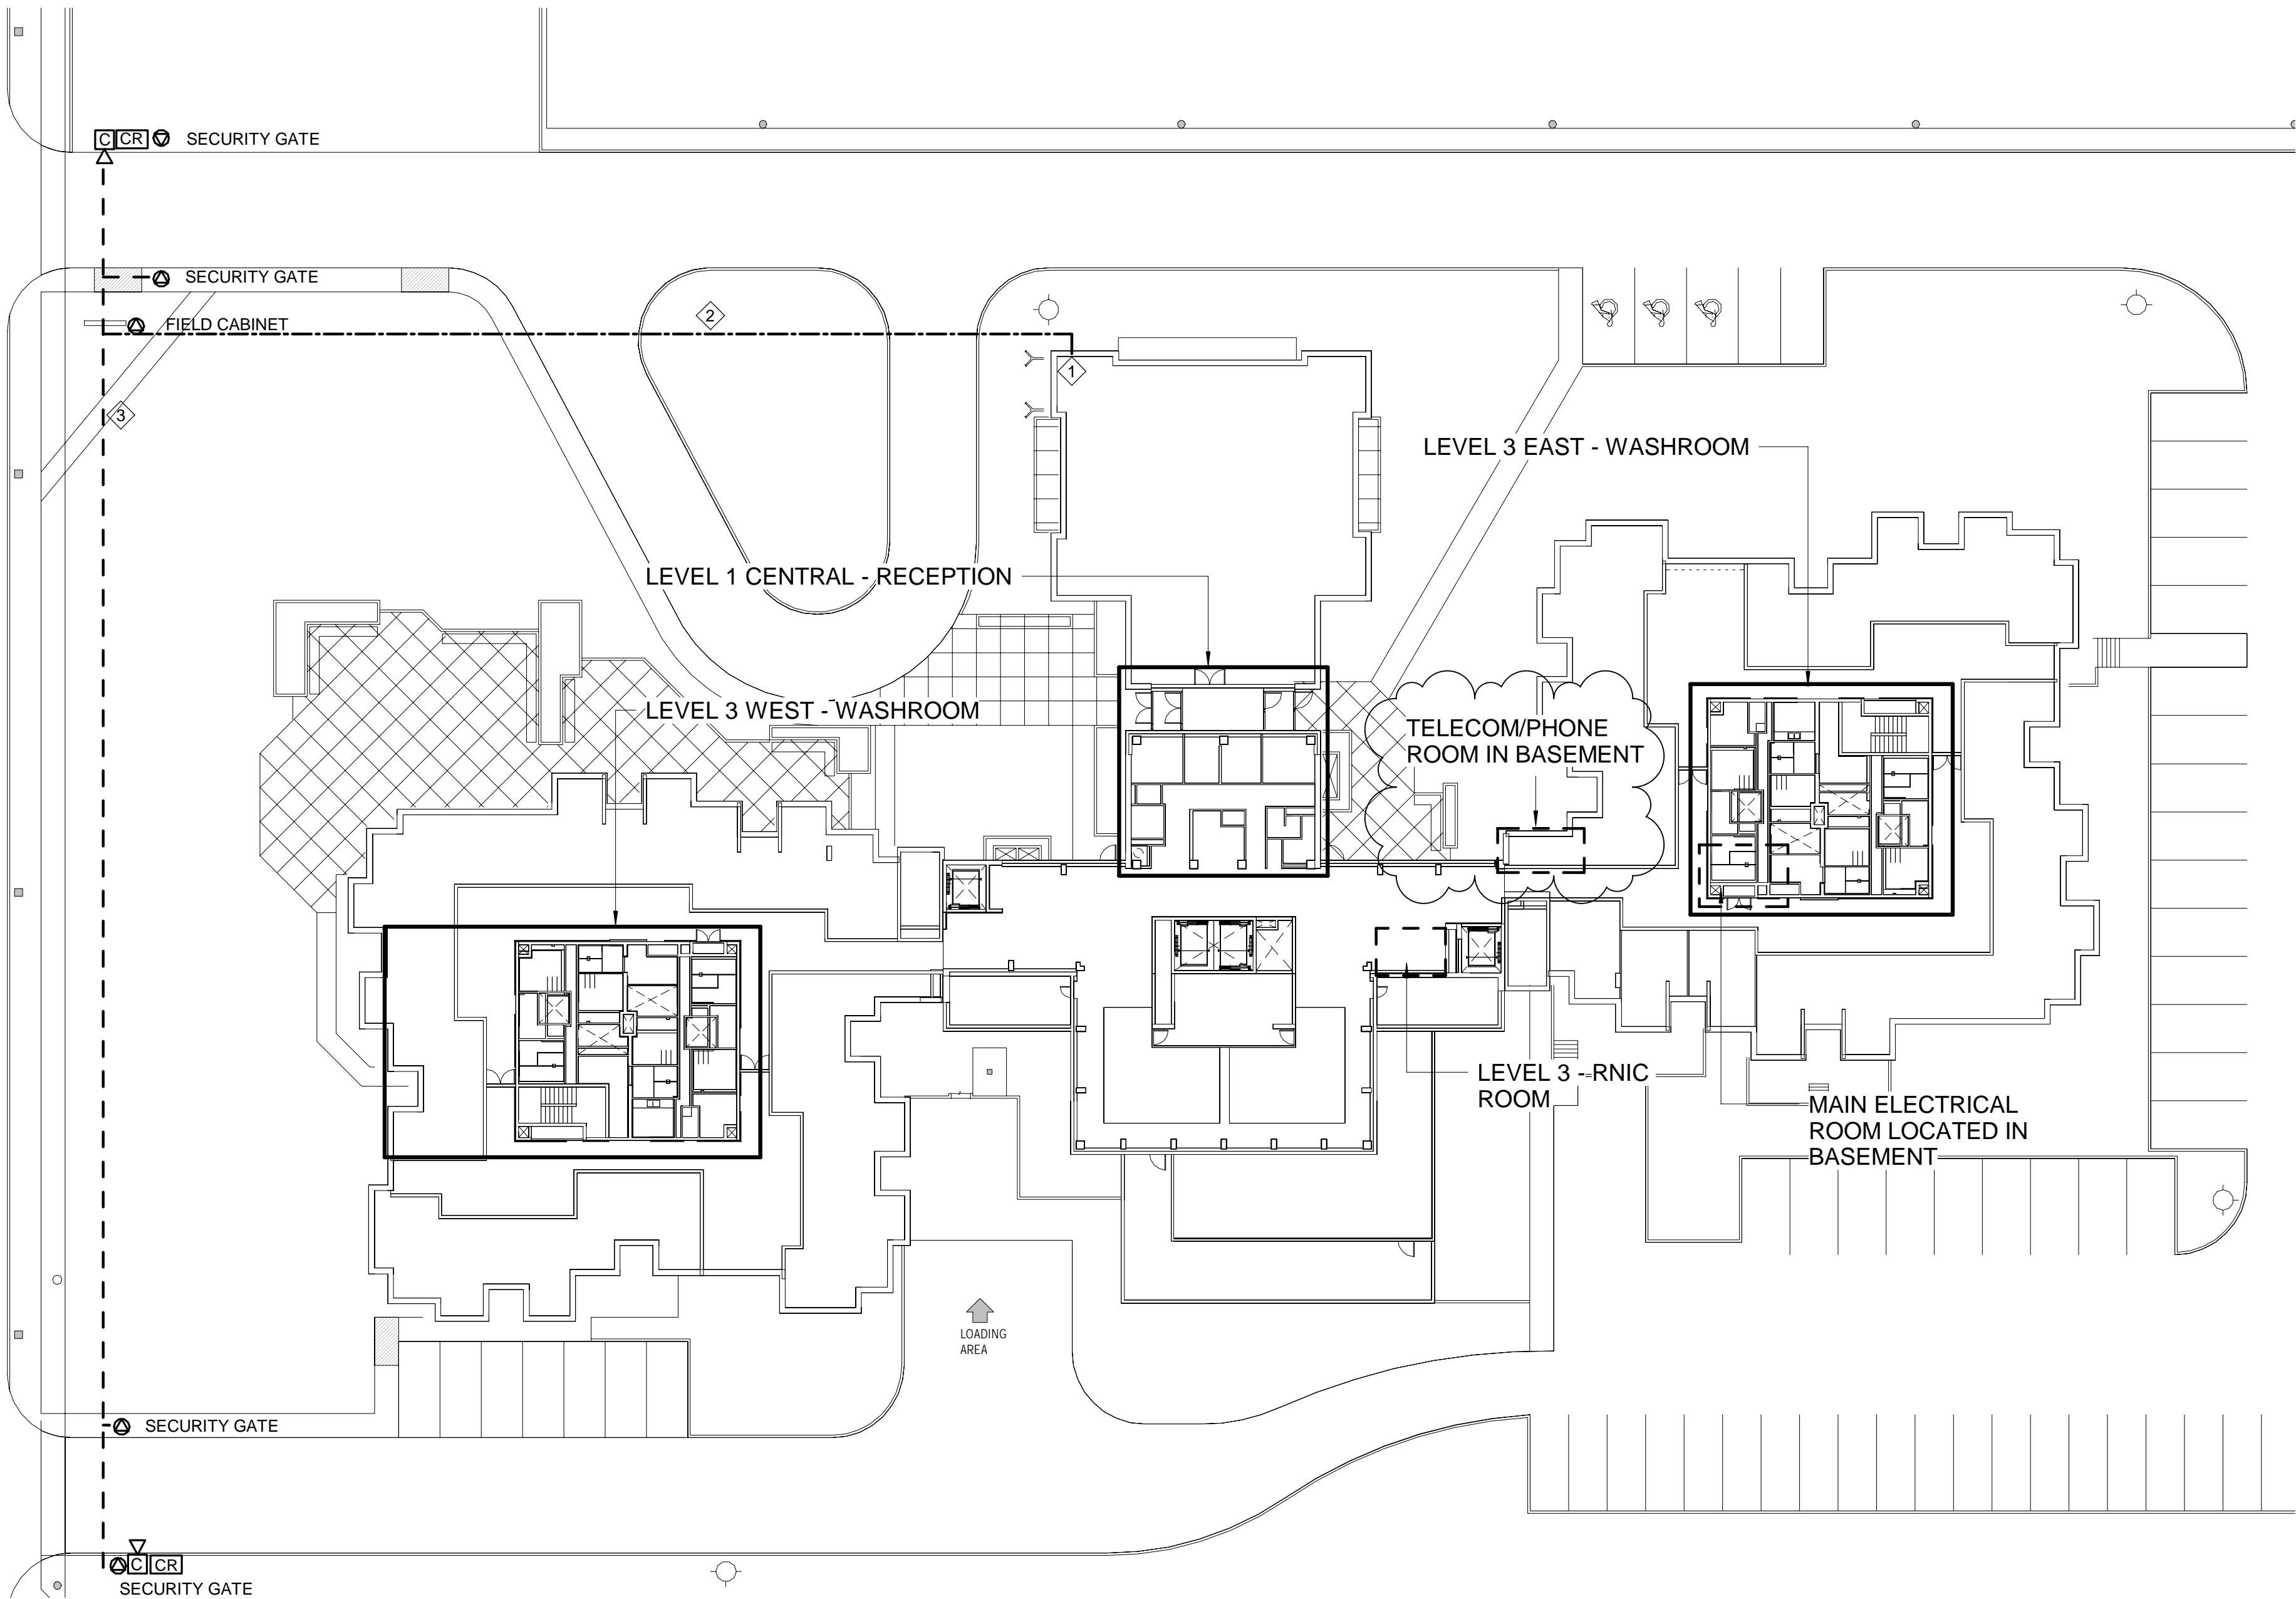 C CR SECURITY GATE
SECURITY GATE
2
FIELD CABINET
1
3
LEVEL 3 EAST - WASHROOM
LEVEL 1 CENTRAL - RECEPTION
LEVEL 3 WEST - WASHROOM
TELECOM/PHONE
ROOM IN BASEMENT
LEVEL 3 - RNIC
ROOM
MAIN ELECTRICAL
ROOM LOCATED IN
BASEMENT
LOADING
AREA
SECURITY GATE
C CR
SECURITY GATE